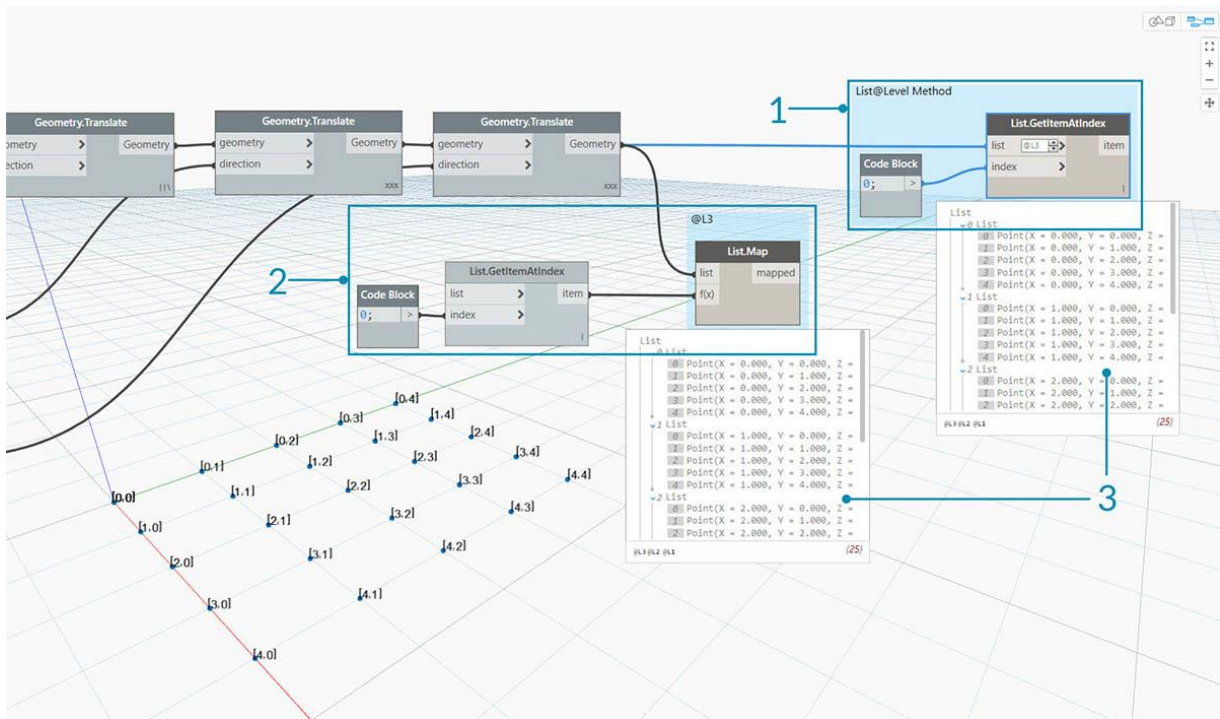 List@Level Method
1
Geometry.Translate
ometry > Geometry
ection >
Geometry.Translate
geometry > Geometry
direction >
xxx
Geometry.Translate
geometry > Geometry
direction >
xxx
List.GetItemAtIndex
list @L3 > item
index >
Code Block
0; >
2
@L3
List.Map
list mapped
f(x)
List.GetItemAtIndex
list > item
index >
Code Block
0; >
List
0 List
0 Point(X = 0.000, Y = 0.000, Z =
1 Point(X = 0.000, Y = 1.000, Z =
2 Point(X = 0.000, Y = 2.000, Z =
3 Point(X = 0.000, Y = 3.000, Z =
4 Point(X = 0.000, Y = 4.000, Z =
1 List
0 Point(X = 1.000, Y = 0.000, Z =
1 Point(X = 1.000, Y = 1.000, Z =
2 Point(X = 1.000, Y = 2.000, Z =
3 Point(X = 1.000, Y = 3.000, Z =
4 Point(X = 1.000, Y = 4.000, Z =
2 List
0 Point(X = 2.000, Y = 0.000, Z =
1 Point(X = 2.000, Y = 1.000, Z =
2 Point(X = 2.000, Y = 2.000, Z =
@L3 @L2 @L1 (25)
List
0 List
0 Point(X = 0.000, Y = 0.000, Z =
1 Point(X = 0.000, Y = 1.000, Z =
2 Point(X = 0.000, Y = 2.000, Z =
3 Point(X = 0.000, Y = 3.000, Z =
4 Point(X = 0.000, Y = 4.000, Z =
1 List
0 Point(X = 1.000, Y = 0.000, Z =
1 Point(X = 1.000, Y = 1.000, Z =
2 Point(X = 1.000, Y = 2.000, Z =
3 Point(X = 1.000, Y = 3.000, Z =
4 Point(X = 1.000, Y = 4.000, Z =
2 List
0 Point(X = 2.000, Y = 0.000, Z =
1 Point(X = 2.000, Y = 1.000, Z =
2 Point(X = 2.000, Y = 2.000, Z =
@L3 @L2 @L1 (25)
3
[0.4]
[0.3] [1.4]
[0.2] [1.3] [2.4]
[0.1] [1.2] [2.3] [3.4]
[0.0] [1.1] [2.2] [3.3] [4.4]
[1.0] [2.1] [3.2] [4.3]
[2.0] [3.1] [4.2]
[3.0] [4.1]
[4.0]